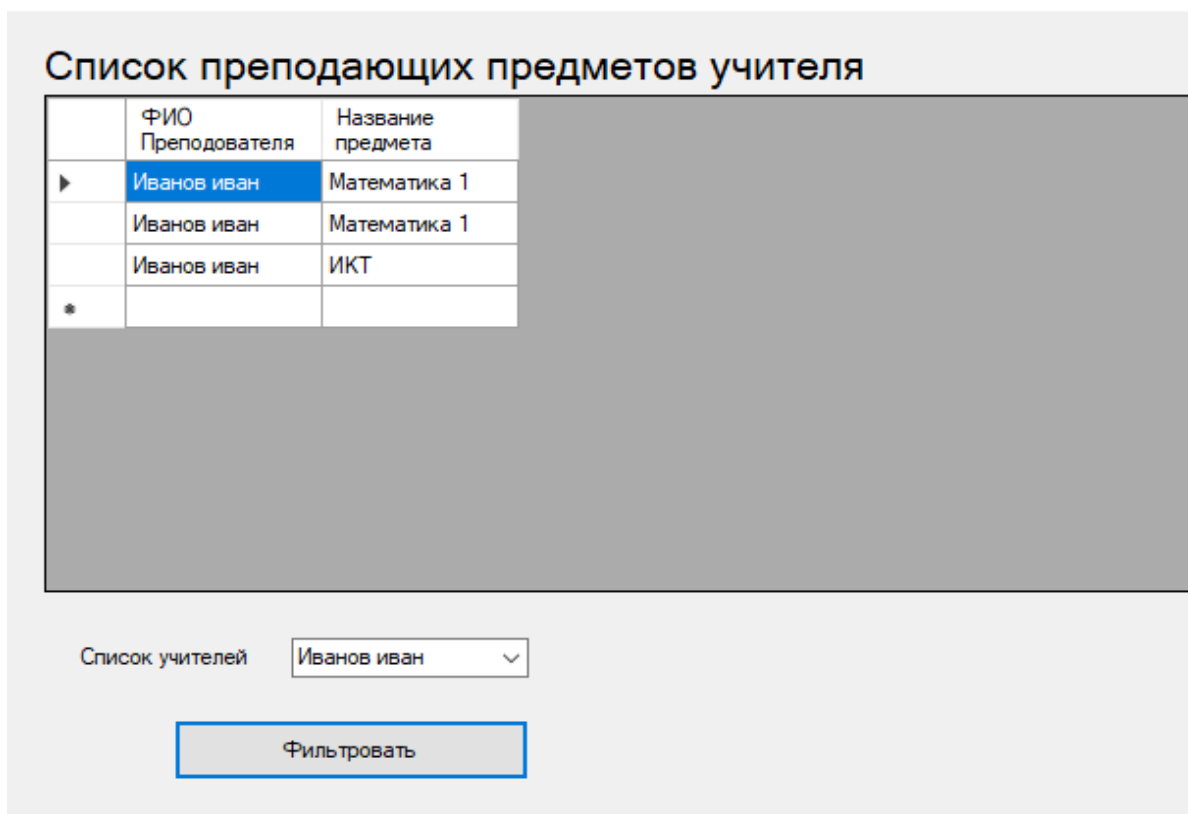 Список преподающих предметов учителя
ФИО Преподователя Название предмета
Иванов иван Математика 1
Иванов иван Математика 1
Иванов иван ИКТ
Список учителей Иванов иван
Фильтровать